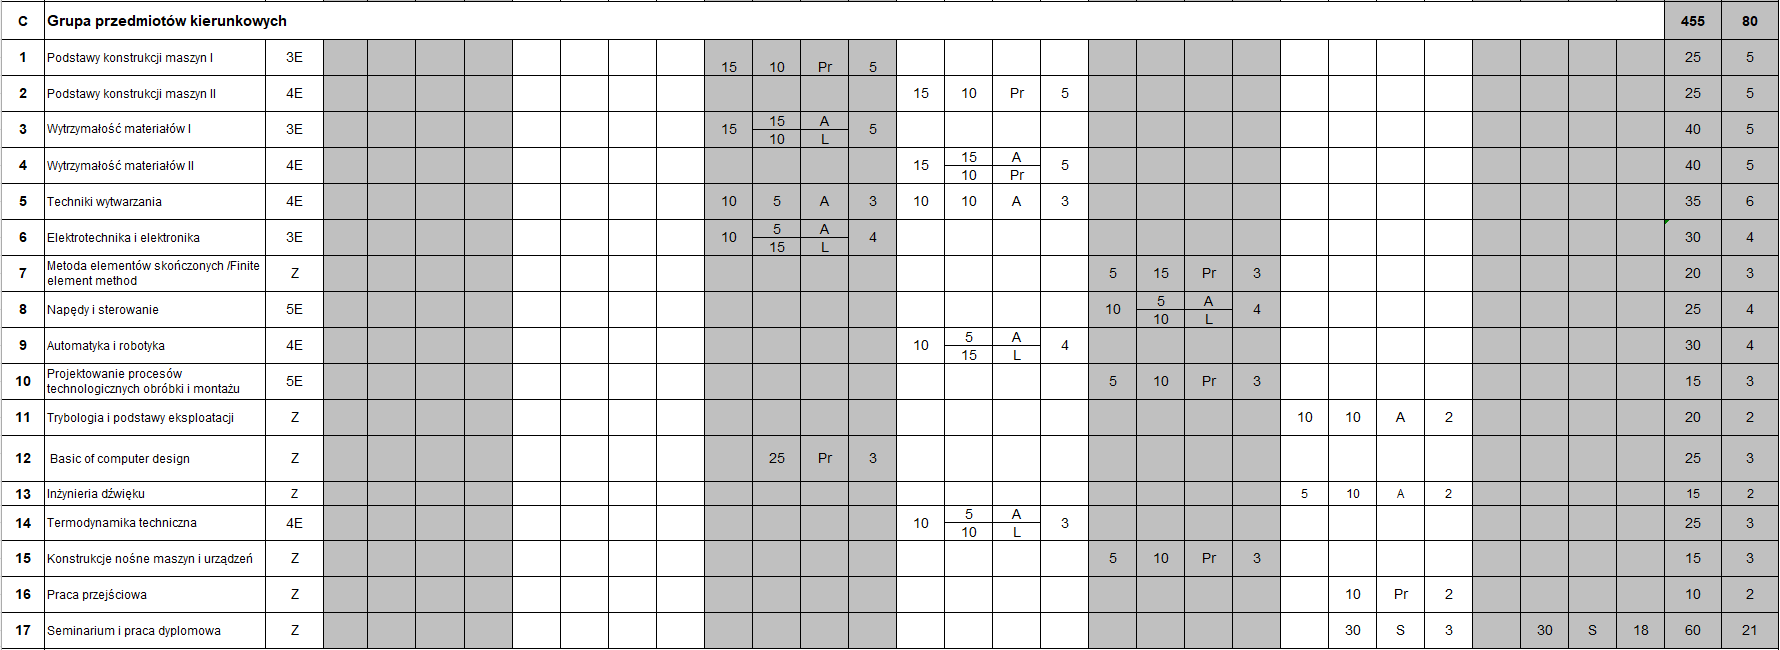 C Grupa przedmiotów kierunkowych 455 80
1 Podstawy konstrukcji maszyn I 3E 15 10 Pr 5 25 5
2 Podstawy konstrukcji maszyn II 4E 15 10 Pr 5 25 5
3 Wytrzymałość materiałów I 3E 15 15 A 5 40 5
10 L
4 Wytrzymałość materiałów II 4E 15 15 A 5 40 5
10 Pr
5 Techniki wytwarzania 4E 10 5 A 3 10 10 A 3 35 6
6 Elektrotechnika i elektronika 3E 10 5 A 4 30 4
15 L
7 Metoda elementów skończonych /Finite
element method Z 5 15 Pr 3 20 3
8 Napędy i sterowanie 5E 10 5 A 4 25 4
10 L
9 Automatyka i robotyka 4E 10 5 A 4 30 4
15 L
10 Projektowanie procesów
technologicznych obróbki i montażu 5E 5 10 Pr 3 15 3
11 Trybologia i podstawy eksploatacji Z 10 10 A 2 20 2
12 Basic of computer design Z 25 Pr 3 25 3
13 Inżynieria dźwięku Z 5 10 A 2 15 2
14 Termodynamika techniczna 4E 10 5 A 3 25 3
10 L
15 Konstrukcje nośne maszyn i urządzeń Z 5 10 Pr 3 15 3
16 Praca przejściowa Z 10 Pr 2 10 2
17 Seminarium i praca dyplomowa Z 30 S 3 30 S 18 60 21